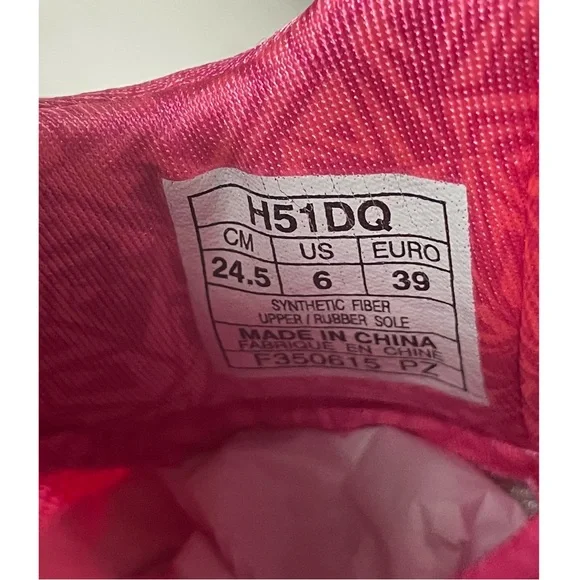 H51DQ
CM US EURO
24.5 6 39
SYNTHETIC FIBER
UPPER / RUBBER SOLE
MADE IN CHINA
FABRIQUE EN CHINE
F350615 PZ